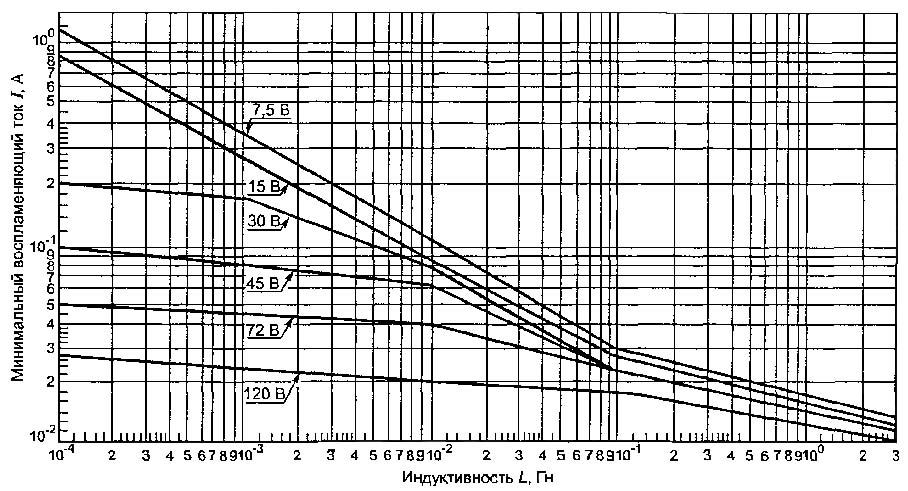 Минимальный воспламеняющий ток I, А
10⁰
9
8
7
6
5
4
3
2
10⁻¹
9
8
7
6
5
4
3
2
10⁻²
7,5 В
15 В
30 В
45 В
72 В
120 В
10⁻⁴ 2 3 4 5 6 7 8 9 10⁻³ 2 3 4 5 6 7 8 9 10⁻² 2 3 4 5 6 7 8 9 10⁻¹ 2 3 4 5 6 7 8 9 10⁰ 2 3
Индуктивность L, Гн